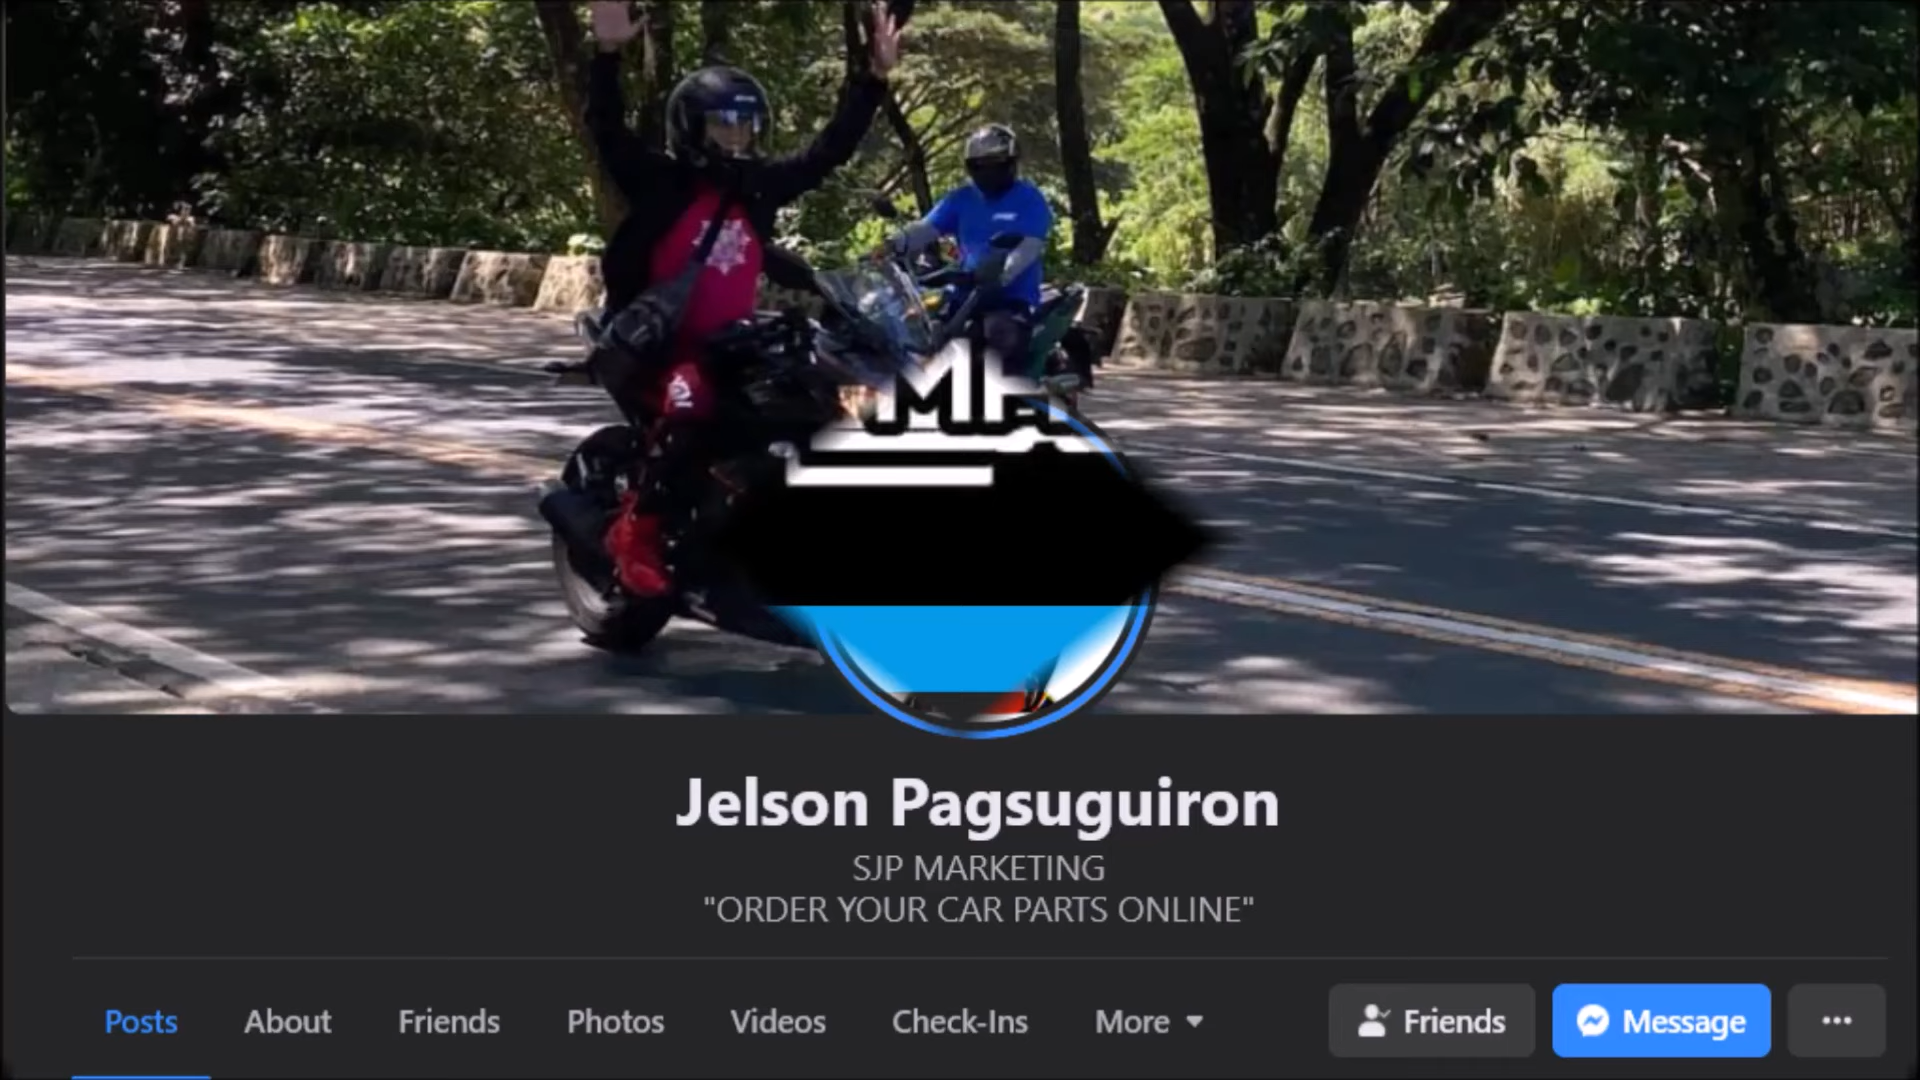 Jelson Pagsuguiron
SJP MARKETING
"ORDER YOUR CAR PARTS ONLINE"
Posts About Friends Photos Videos Check-Ins More Friends Message